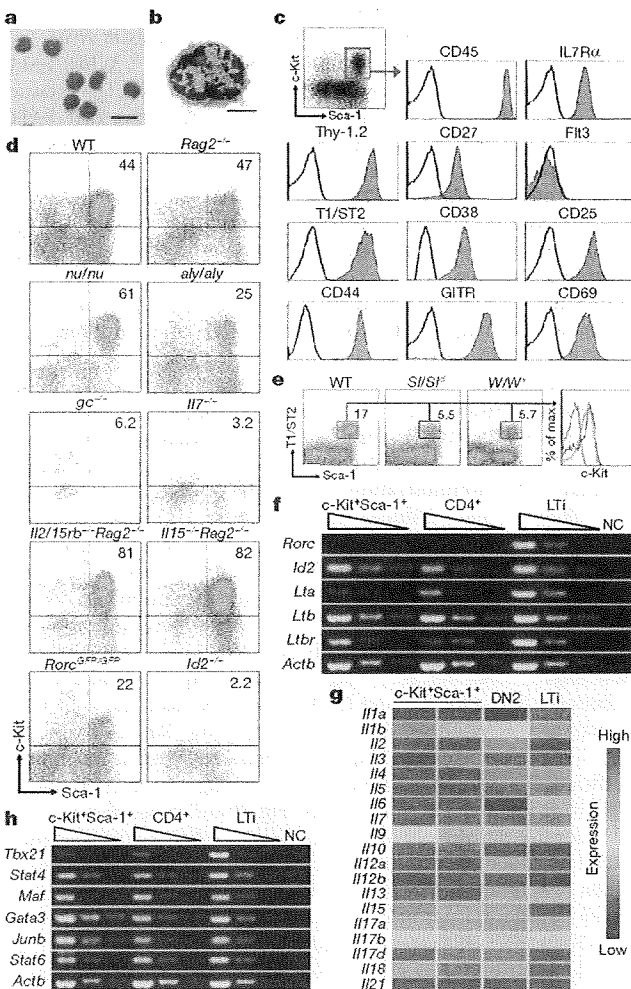 a
b
c
c-Kit
Sca-1
CD45
IL7Rα
Thy-1.2
CD27
Flt3
T1/ST2
CD38
CD25
CD44
GITR
CD69
d
WT
44
Rag2⁻/⁻
47
nu/nu
61
aly/aly
25
gc⁻/⁻
6.2
Il7⁻/⁻
3.2
Il2/15rb⁻/⁻Rag2⁻/⁻
81
Il15⁻/⁻Rag2⁻/⁻
82
Rorc^GFP/GFP
22
Id2⁻/⁻
2.2
c-Kit
Sca-1
e
WT
17
5.5
5.7
T1/ST2
Sca-1
% of max.
c-Kit
f
c-Kit⁺Sca-1⁺
CD4⁺
LTi
NC
Rorc
Id2
Lta
Ltb
Ltbr
Actb
g
c-Kit⁺Sca-1⁺
DN2
LTi
Il1a
Il1b
Il2
Il3
Il4
Il5
Il6
Il7
Il9
Il10
Il12a
Il12b
Il13
Il15
Il17a
Il17b
Il17d
Il18
Il21
High
Expression
Low
h
c-Kit⁺Sca-1⁺
CD4⁺
LTi
NC
Tbx21
Stat4
Maf
Gata3
Junb
Stat6
Actb